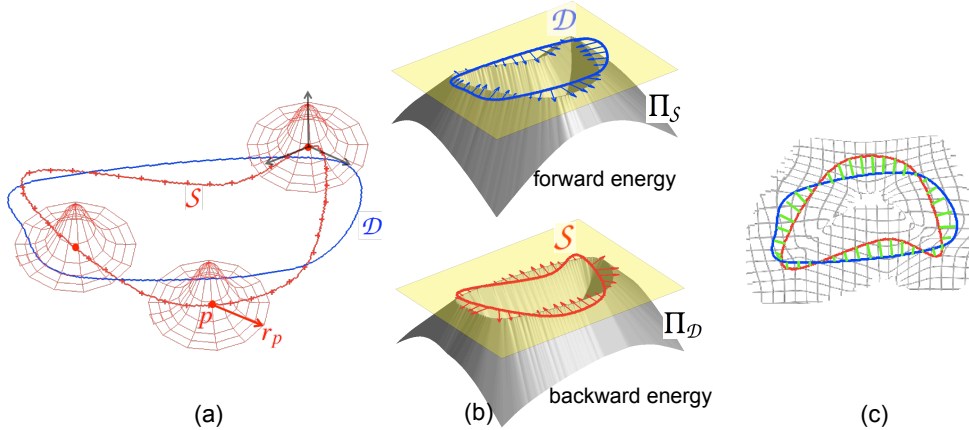 S
D
p
r_p
(a)
D
Π_S
forward energy
S
Π_D
backward energy
(b)
(c)